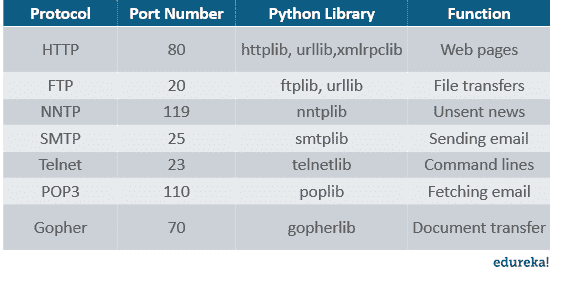 Protocol Port Number Python Library Function
HTTP 80 httplib, urllib,xmlrpclib Web pages
FTP 20 ftplib, urllib File transfers
NNTP 119 nntplib Unsent news
SMTP 25 smtplib Sending email
Telnet 23 telnetlib Command lines
POP3 110 poplib Fetching email
Gopher 70 gopherlib Document transfer
edureka!